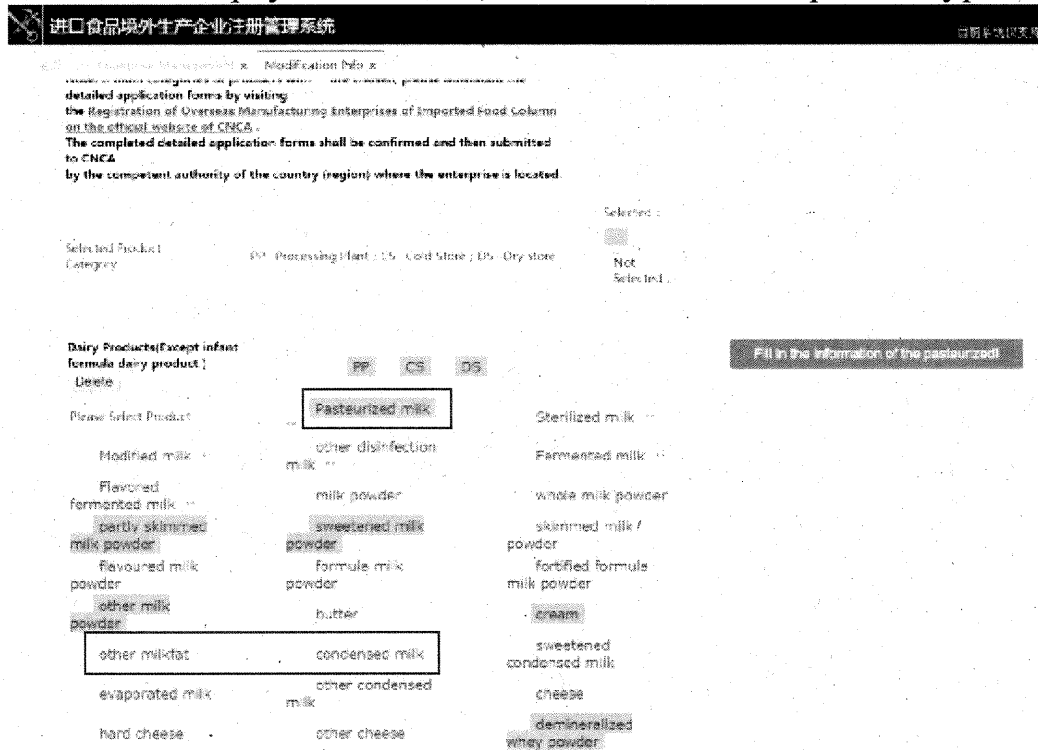 进口食品境外生产企业注册管理系统
Modification Info x
detailed application forms by visiting
the Registration of Overseas Manufacturing Enterprises of Imported Food Column
on the official website of CNCA .
The completed detailed application forms shall be confirmed and then submitted
to CNCA
by the competent authority of the country (region) where the enterprise is located.
Selected :
Selected Product
Category
PP Processing Plant ; CS Cold Store ; DS Dry store
Not
Selected :
Dairy Products(Except infant
formula dairy product )
Delete
PP CS DS
Fill in the information of the pasteurized!
Please Select Product
Pasteurized milk
Sterilized milk
Modified milk
other disinfection
milk
Fermented milk
Flavored
fermented milk
milk powder
whole milk powder
partly skimmed
milk powder
sweetened milk
powder
skimmed milk /
powder
flavoured milk
powder
formula milk
powder
fortified formula
milk powder
other milk
powder
butter
cream
other milkfat
condensed milk
sweetened
condensed milk
evaporated milk
other condensed
milk
cheese
hard cheese
other cheese
demineralized
whey powder